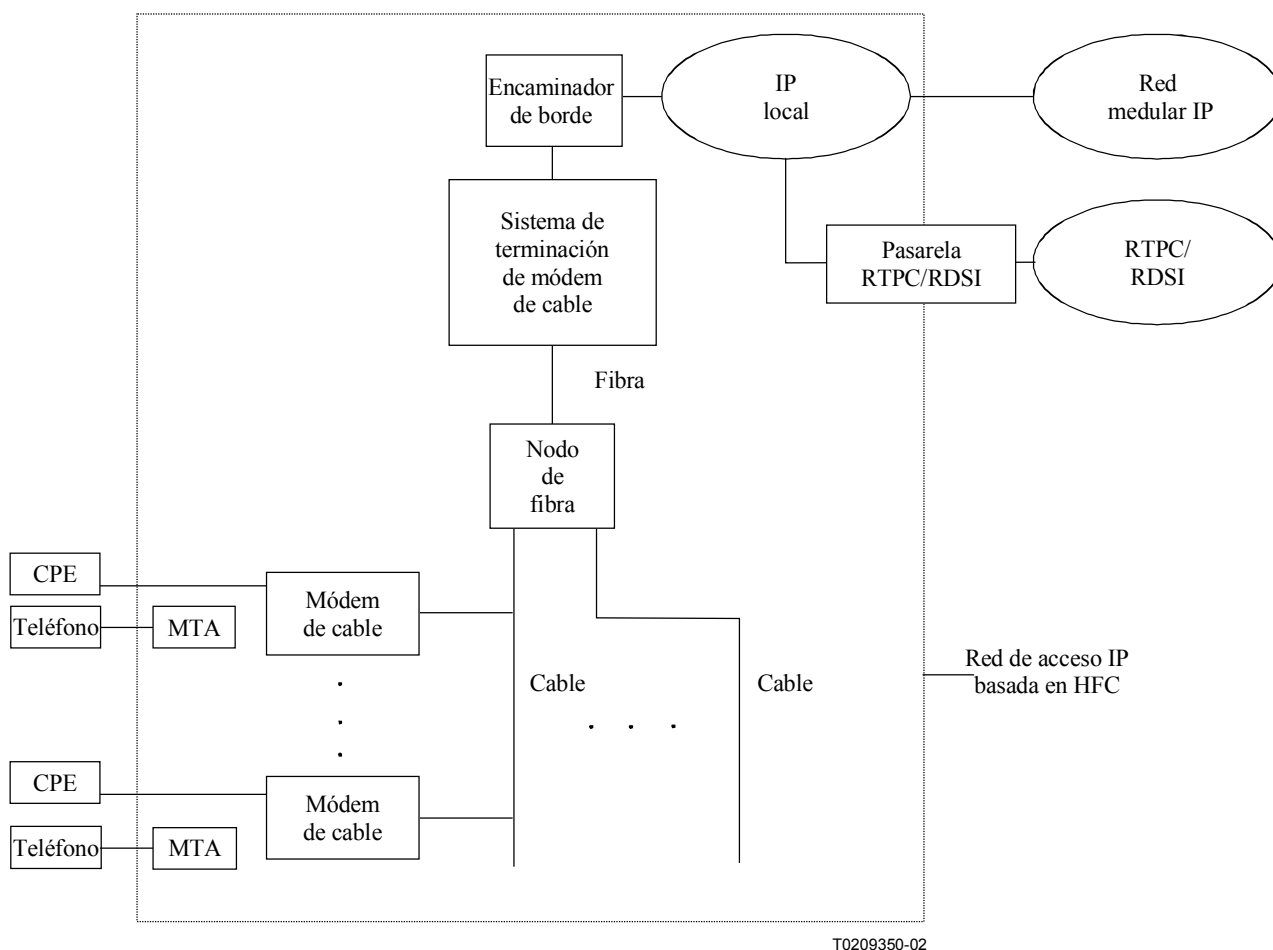 Encaminador
de borde
IP
local
Red
medular IP
Sistema de
terminación
de módem
de cable
Pasarela
RTPC/RDSI
RTPC/
RDSI
Fibra
Nodo
de
fibra
CPE
Módem
de cable
Teléfono
MTA
Cable
Cable
Red de acceso IP
basada en HFC
CPE
Módem
de cable
Teléfono
MTA
T0209350-02